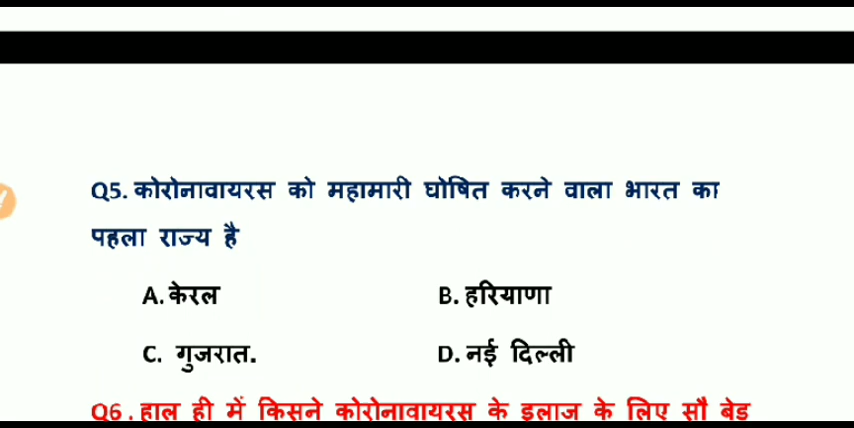 Q5. कोरोनावायरस को महामारी घोषित करने वाला भारत का
पहला राज्य है
A. केरल B. हरियाणा
C. गुजरात. D. नई दिल्ली
Q6. हाल ही में किसने कोरोनावायरस के इलाज के लिए सौ बेड